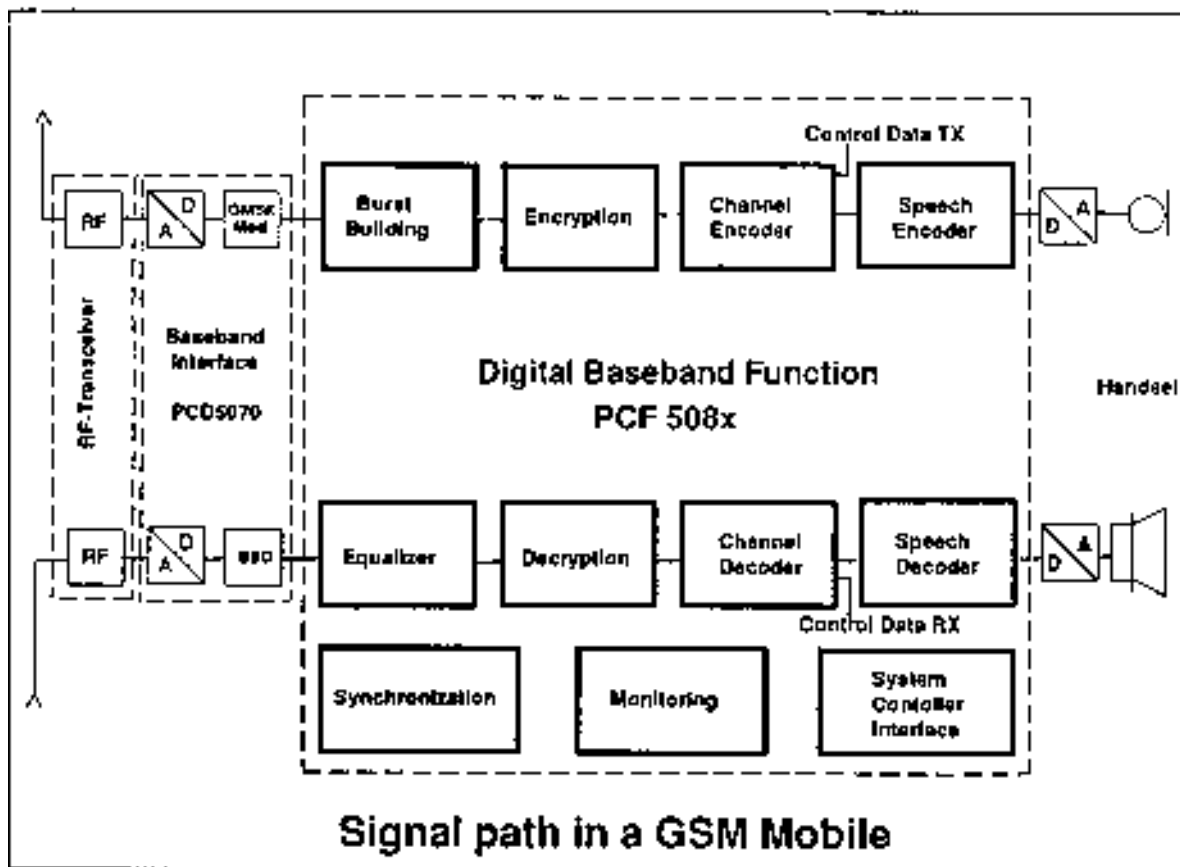 Control Data TX
RF
D
A
GMSK
Mod
Burst
Building
Encryption
Channel
Encoder
Speech
Encoder
A
D
RF-Transceiver
Baseband
Interface
PCD5070
Digital Baseband Function
PCF 508x
Handset
RF
D
A
Equalizer
Decryption
Channel
Decoder
Speech
Decoder
A
D
Control Data RX
Synchronization
Monitoring
System
Contoller
Interface
Signal path in a GSM Mobile